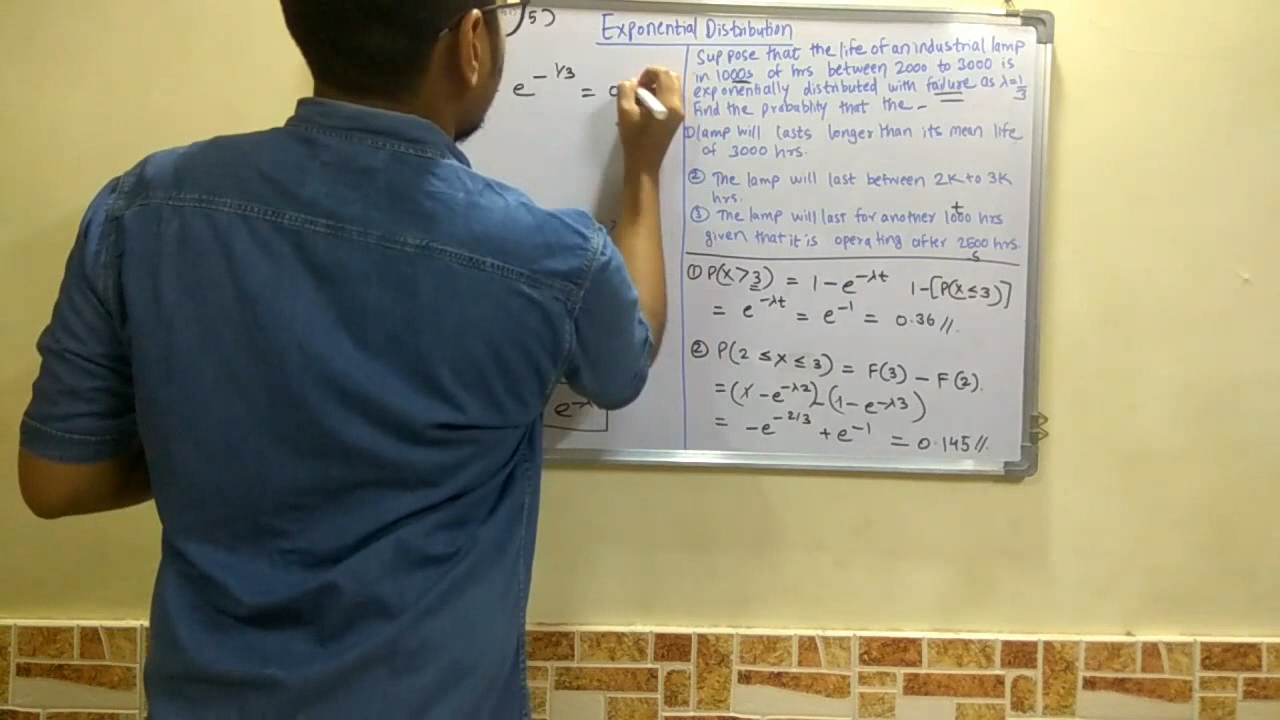 5)
Exponential Distribution
e^-1/3 = 0
e^-λ
Suppose that the life of an industrial lamp
in 1000s of hrs between 2000 to 3000 is
exponentially distributed with failure as λ=1/3
Find the probablity that the -
① lamp will lasts longer than its mean life
of 3000 hrs.
② The lamp will last between 2K to 3K
hrs.
③ The lamp will last for another 1000 hrs
t
given that it is operating after 2500 hrs.
s
① P(X>3) = 1-e^-λt 1-[P(X≤3)]
= e^-λt = e^-1 = 0.36//.
② P(2 ≤ X ≤ 3) = F(3) - F(2).
=(1-e^-λ2)-(1-e^-λ3)
= -e^-2/3 +e^-1 = 0.145//.